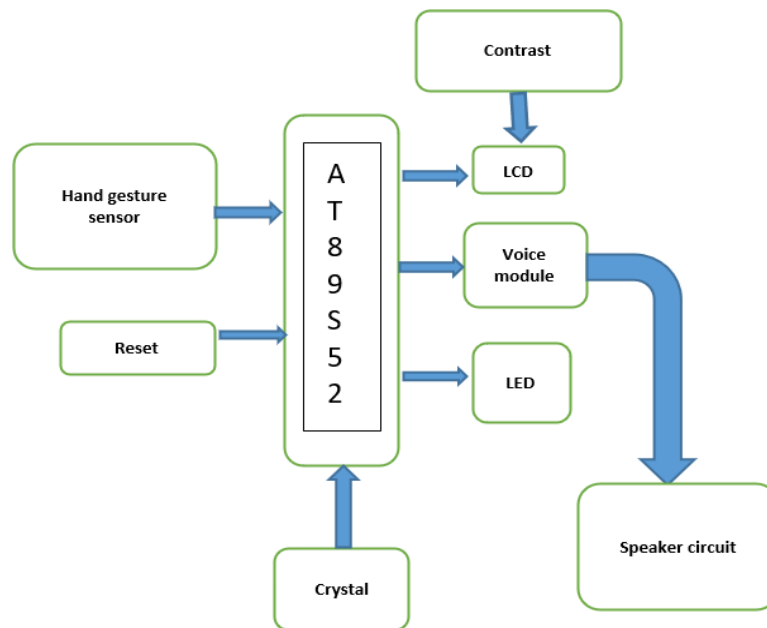 Contrast
Hand gesture
sensor
A
T
8
9
S
5
2
LCD
Voice
module
Reset
LED
Speaker circuit
Crystal